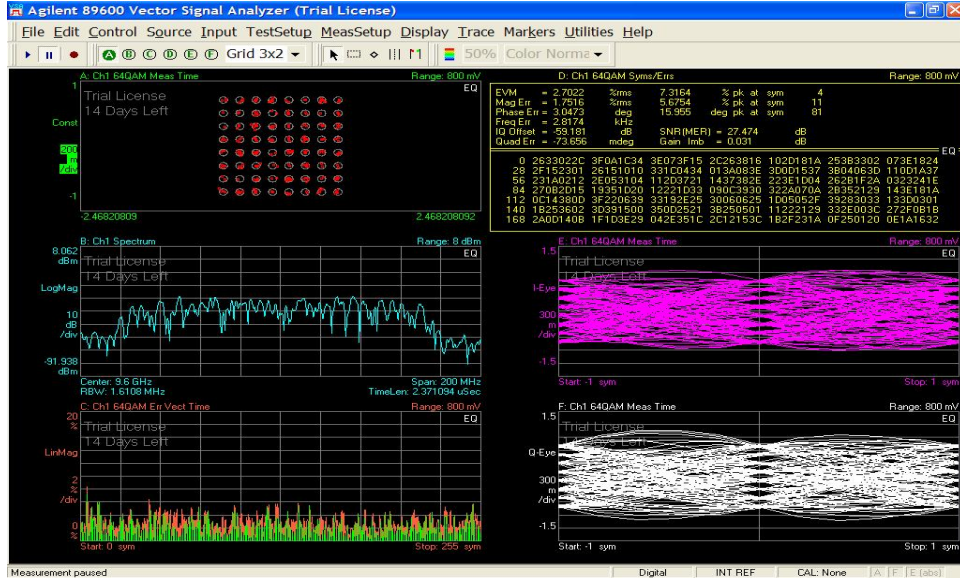 Agilent 89600 Vector Signal Analyzer (Trial License)
File Edit Control Source Input TestSetup MeasSetup Display Trace Markers Utilities Help
A B C D E F Grid 3x2 50% Color Norma
A: Ch1 64QAM Meas Time Range: 800 mV
EQ
1
Trial License
14 Days Left
Const
200
m
/div
-1
-2.46820809 2.468208092
D: Ch1 64QAM Syms/Errs Range: 800 mV
EVM = 2.7022 %rms 7.3164 % pk at sym 4
Mag Err = 1.7516 %rms 5.6754 % pk at sym 11
Phase Err = 3.0473 deg 15.955 deg pk at sym 81
Freq Err = 2.8174 kHz
IQ Offset = -59.181 dB SNR(MER) = 27.474 dB
Quad Err = -73.656 mdeg Gain Imb = 0.031 dB
EQ
0 2633022C 3F0A1C34 3E073F15 2C263816 102D181A 253B3302 073E1824
28 2F152301 26151010 331C0434 013A083E 3D0D1537 3B04063D 110D1A37
56 231A0212 2E053104 112D3721 1437382E 223E1D04 262B1F2A 0323241E
84 270B2D15 19351D20 12221D33 090C3930 322A070A 2B352129 143E181A
112 0C14380D 3F220639 33192E25 30060625 1D05052F 39283033 133D0301
140 1B253602 3D391500 350D2521 3B250501 11222129 332E003C 272F0B1B
168 2A0D140B 1F1D3E29 042E351C 2C12153C 1B2F231A 0F250120 0E1A1632
B: Ch1 Spectrum Range: 8 dBm
EQ
8.062
dBm
Trial License
14 Days Left
LogMag
10
dB
/div
-91.938
dBm
Center: 9.6 GHz Span: 200 MHz
RBW: 1.6108 MHz TimeLen: 2.371094 uSec
E: Ch1 64QAM Meas Time Range: 800 mV
EQ
1.5
Trial License
14 Days Left
I-Eye
300
m
/div
-1.5
Start: -1 sym Stop: 1 sym
C: Ch1 64QAM Err Vect Time Range: 800 mV
EQ
20
%
Trial License
14 Days Left
LinMag
2
%
/div
0
%
Start: 0 sym Stop: 255 sym
F: Ch1 64QAM Meas Time Range: 800 mV
EQ
1.5
Trial License
14 Days Left
Q-Eye
300
m
/div
-1.5
Start: -1 sym Stop: 1 sym
Measurement paused Digital INT REF CAL: None A F E (abs)